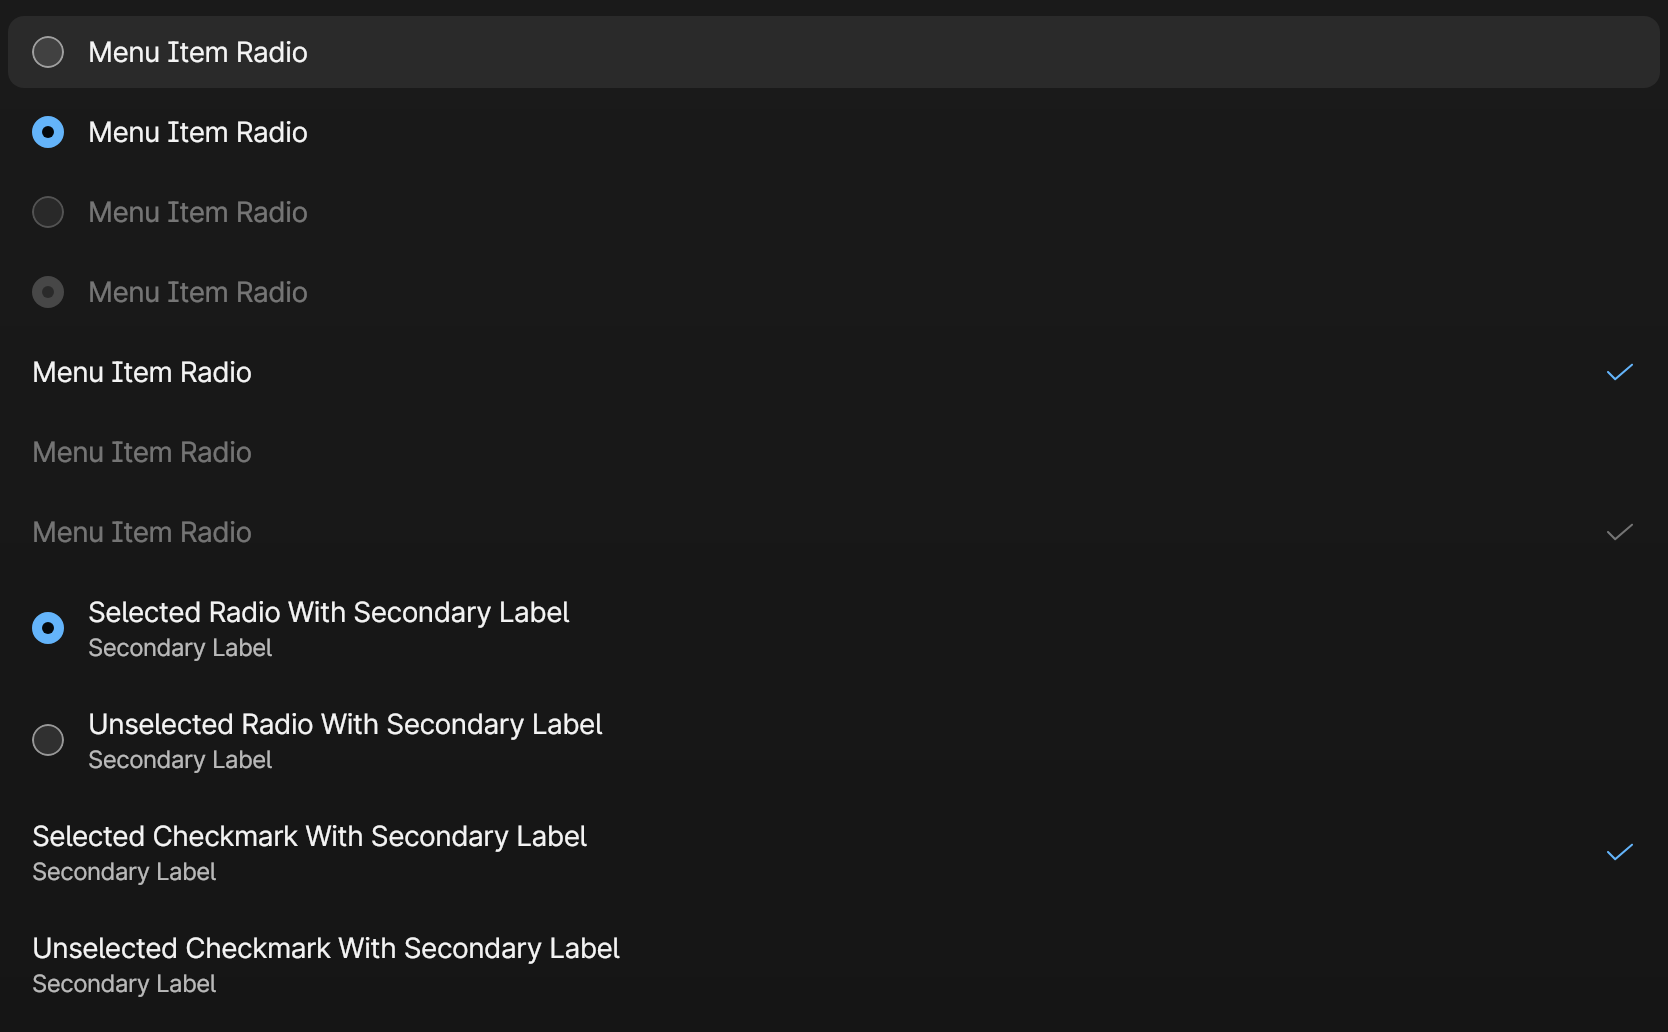 Menu Item Radio
Menu Item Radio
Menu Item Radio
Menu Item Radio
Menu Item Radio
Menu Item Radio
Menu Item Radio
Selected Radio With Secondary Label
Secondary Label
Unselected Radio With Secondary Label
Secondary Label
Selected Checkmark With Secondary Label
Secondary Label
Unselected Checkmark With Secondary Label
Secondary Label